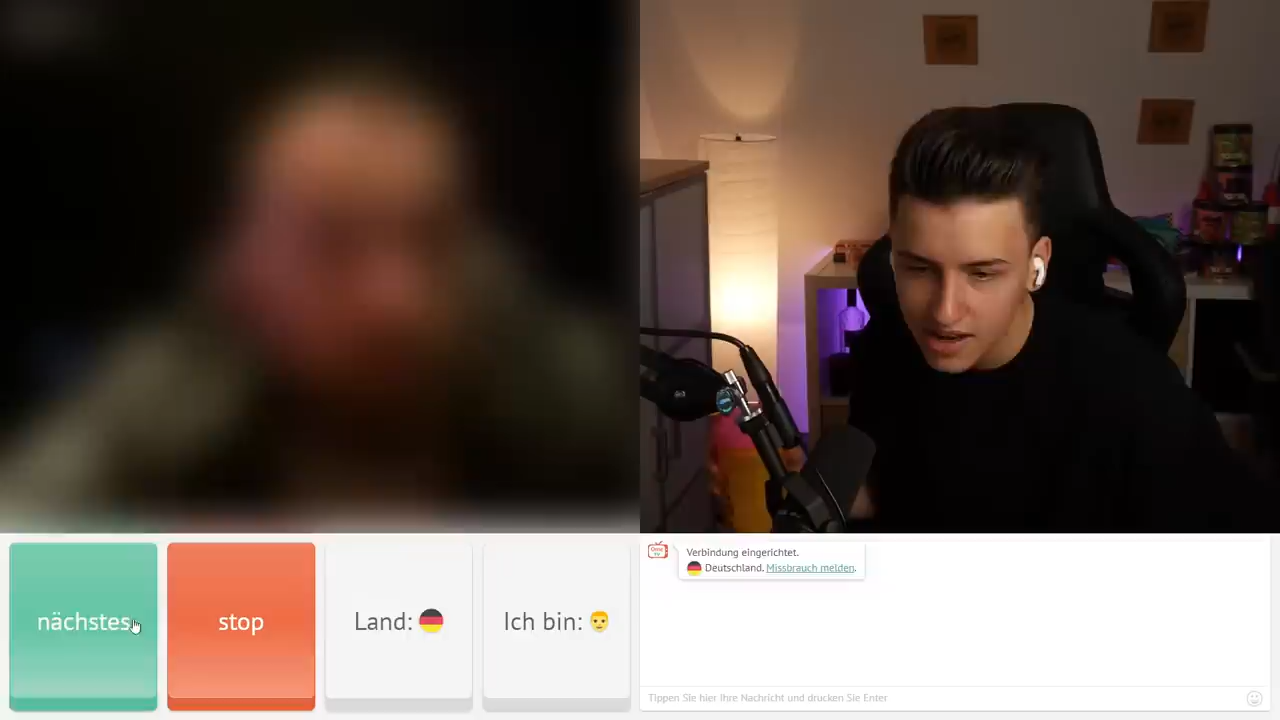 nächstes
stop
Land:
Ich bin:
Verbindung eingerichtet.
Deutschland. Missbrauch melden.
Tippen Sie hier Ihre Nachricht und drucken Sie Enter